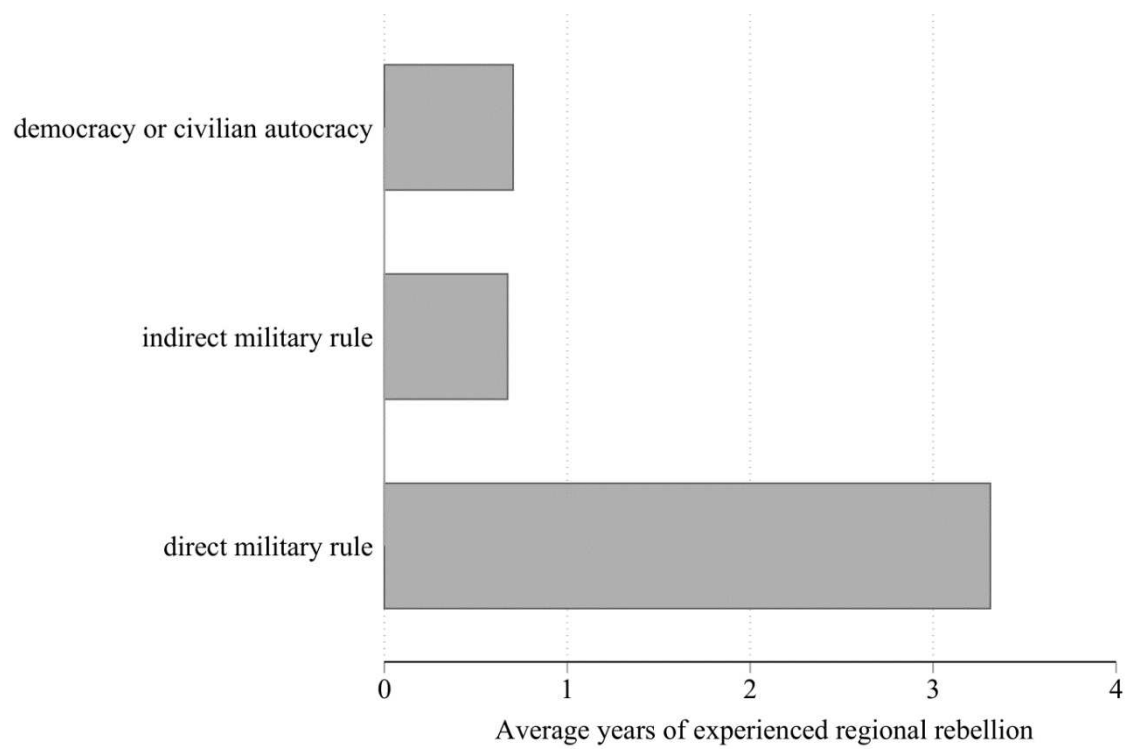 democracy or civilian autocracy
indirect military rule
direct military rule
0 1 2 3 4
Average years of experienced regional rebellion